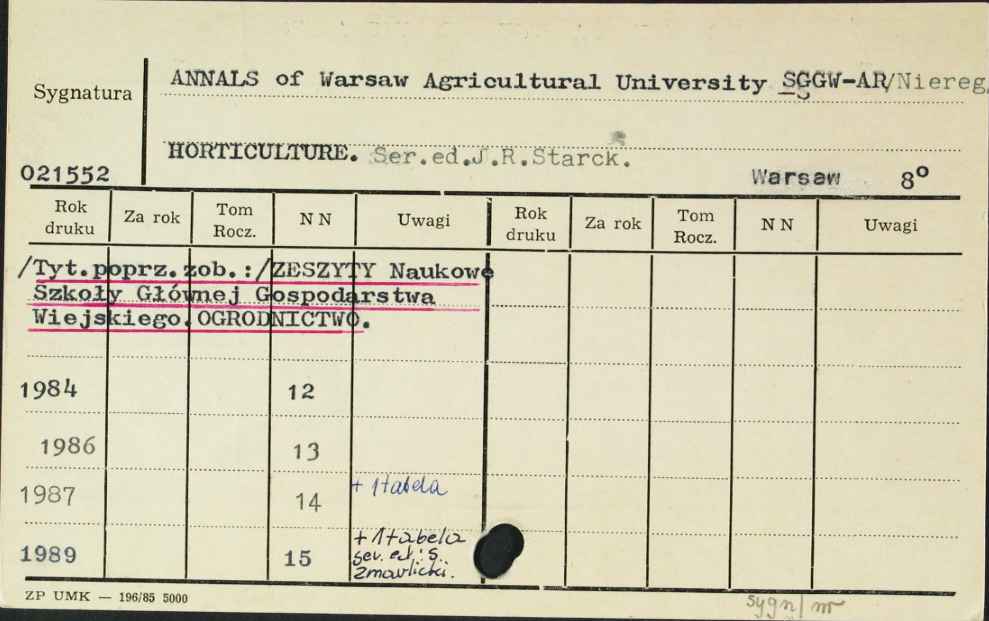 ANNALS of Warsaw Agricultural University SGGW-AR/Niereg/
Sygnatura
HORTICULTURE. Ser.ed.J.R.Starck.
021552 Warsaw 8°
Rok druku Za rok Tom Rocz. N N Uwagi Rok druku Za rok Tom Rocz. N N Uwagi
/Tyt.poprz.zob.:/ZESZYTY Naukowe
Szkoły Głównej Gospodarstwa
Wiejskiego.OGRODNICTWO.
1984 12
1986 13
1987 14 + 1tabela
1989 15 + 1tabela
ser. ed.: S.
Zmarlicki.
ZP UMK — 196/85 5000
sygn/ nr